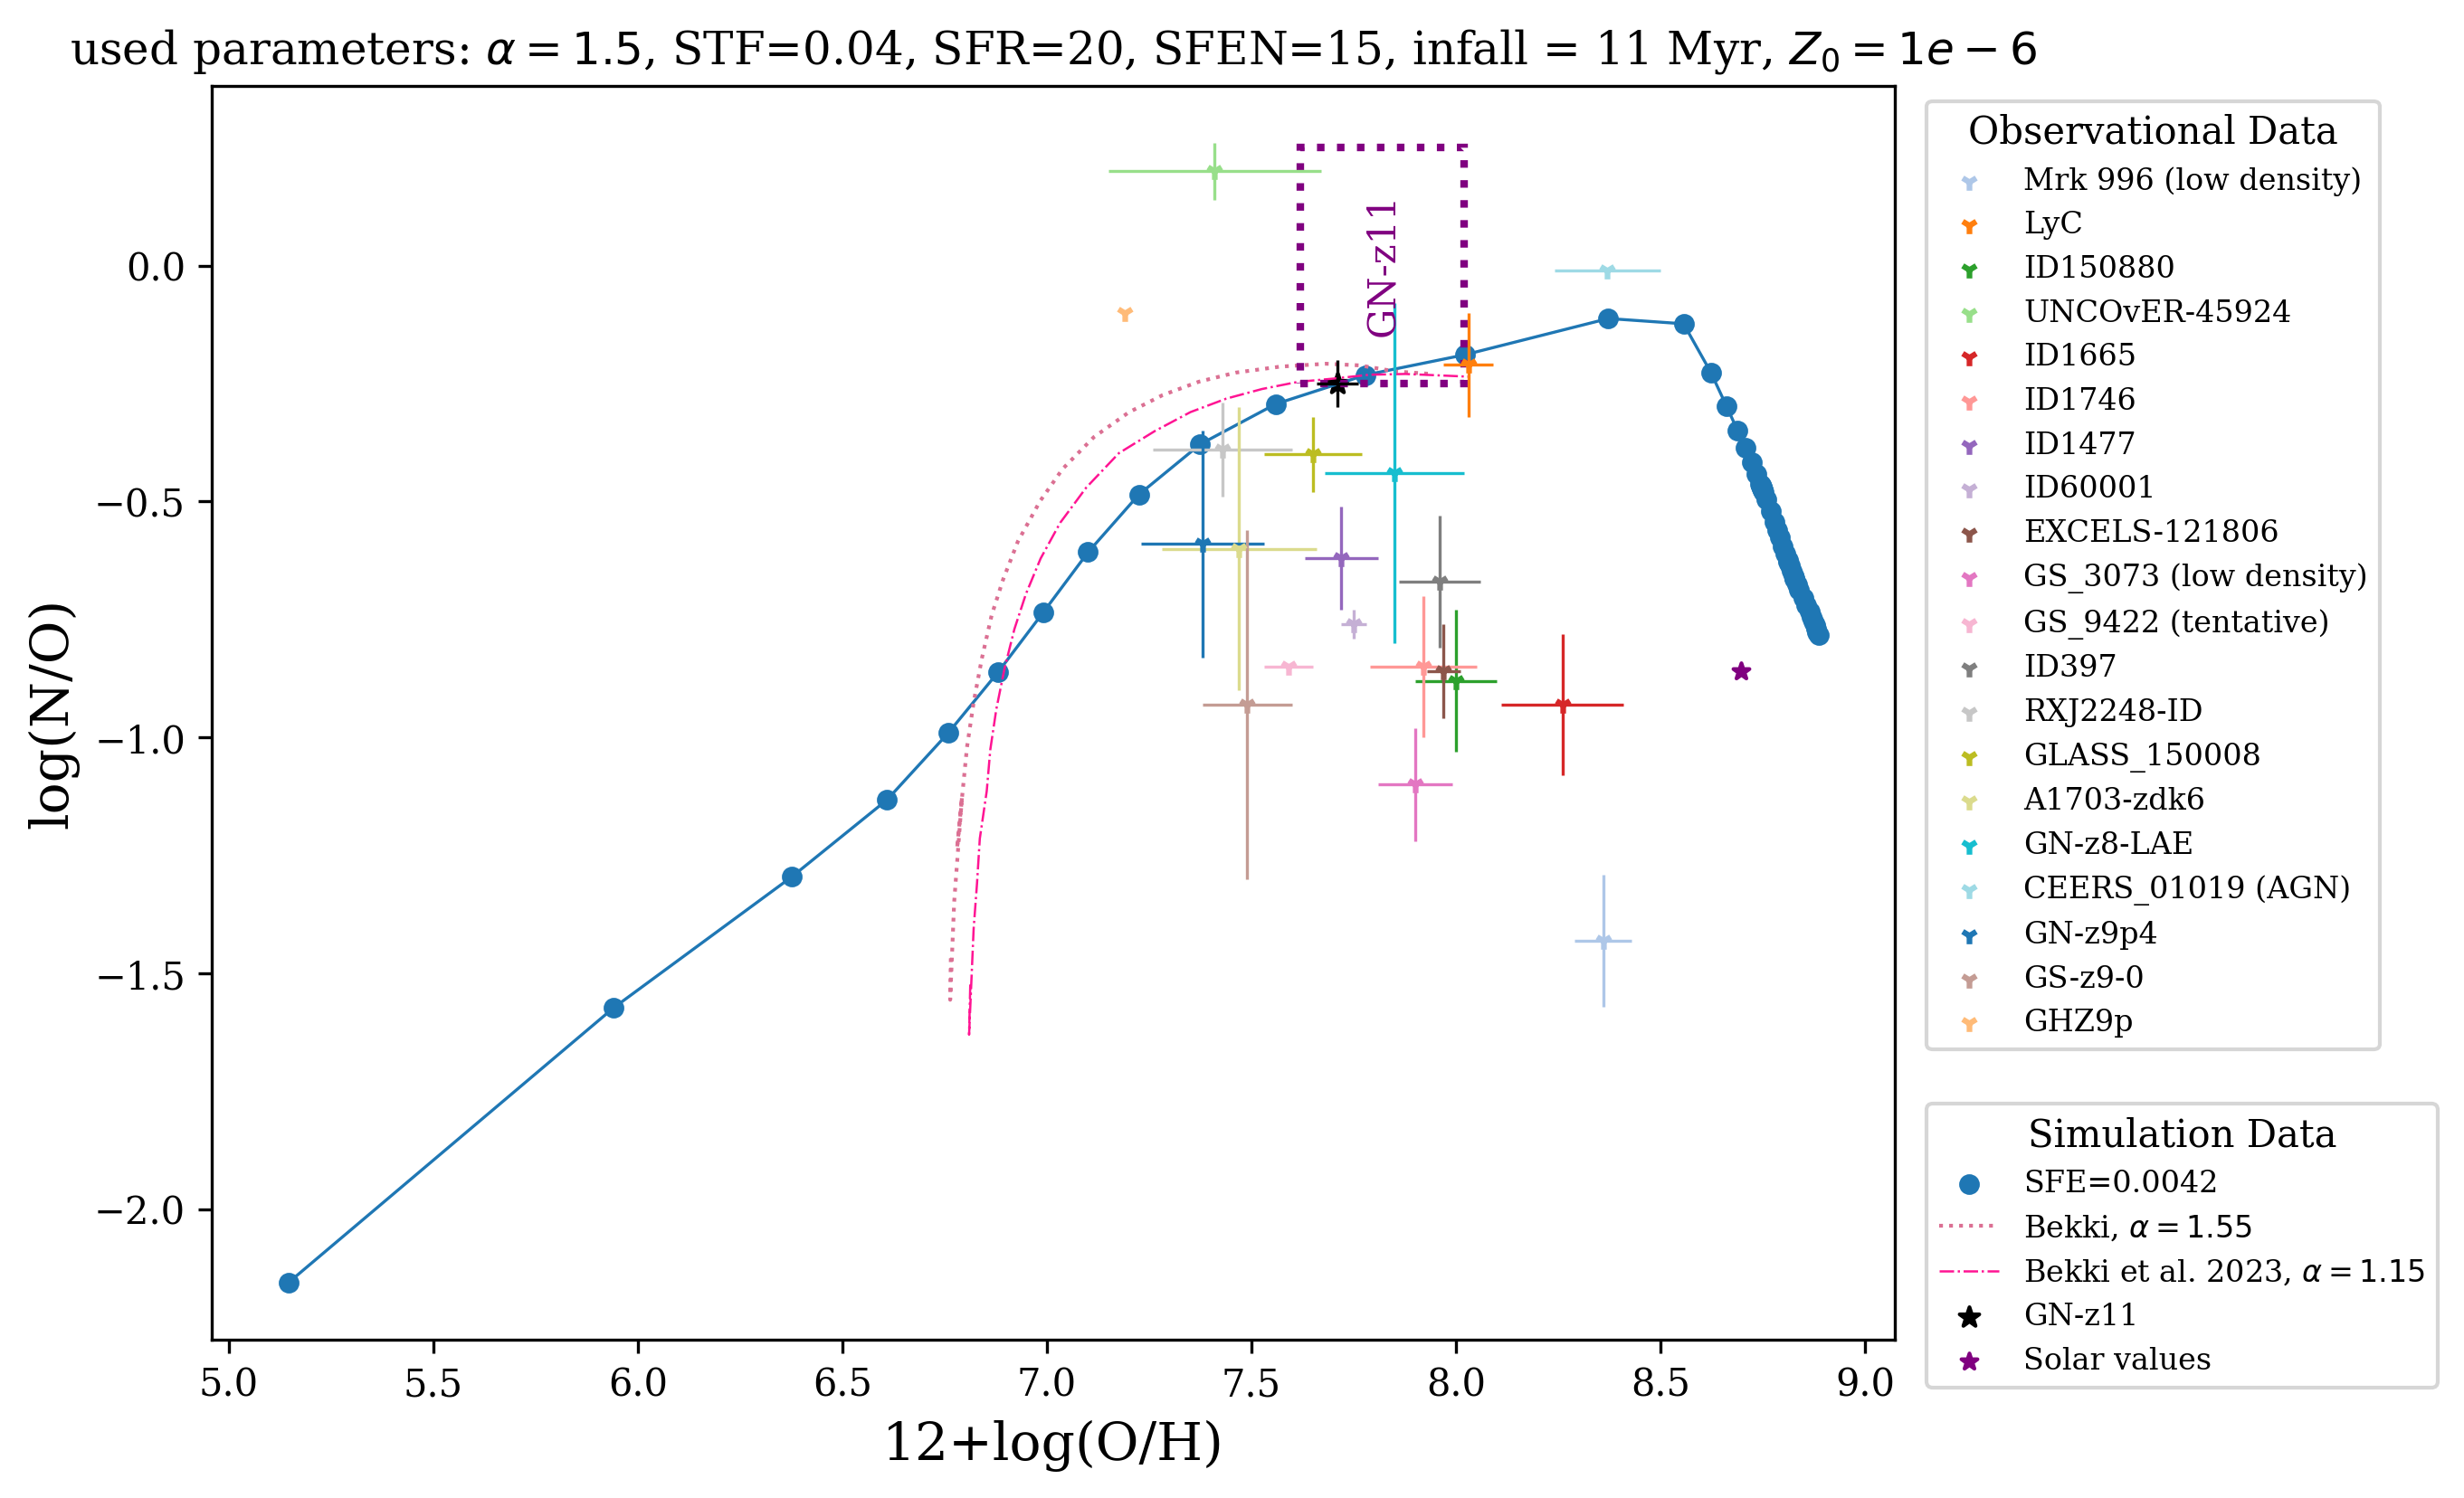 used parameters: α = 1.5, STF=0.04, SFR=20, SFEN=15, infall = 11 Myr, Z₀ = 1e − 6
log(N/O)
0.0
−0.5
−1.0
−1.5
−2.0
GN-z11
5.0 5.5 6.0 6.5 7.0 7.5 8.0 8.5 9.0
12+log(O/H)
Observational Data
Mrk 996 (low density)
LyC
ID150880
UNCOvER-45924
ID1665
ID1746
ID1477
ID60001
EXCELS-121806
GS_3073 (low density)
GS_9422 (tentative)
ID397
RXJ2248-ID
GLASS_150008
A1703-zdk6
GN-z8-LAE
CEERS_01019 (AGN)
GN-z9p4
GS-z9-0
GHZ9p
Simulation Data
SFE=0.0042
Bekki, α = 1.55
Bekki et al. 2023, α = 1.15
GN-z11
Solar values